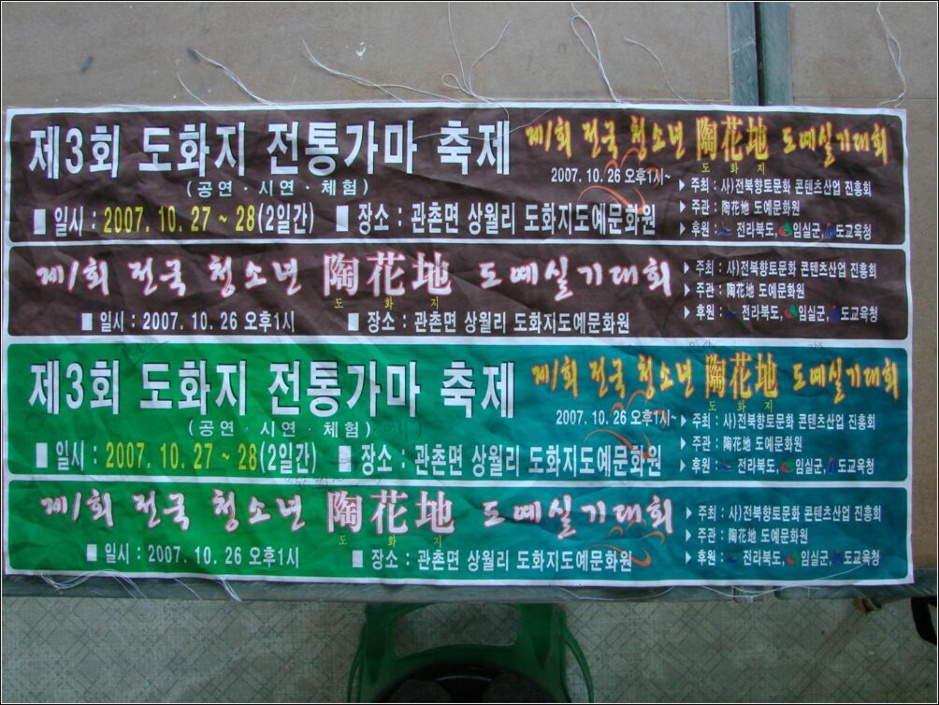 제3회 도화지 전통가마 축제
(공연·시연·체험)
■ 일시 : 2007. 10. 27 ~ 28(2일간) ■ 장소 : 관촌면 상월리 도화지도예문화원
제1회 전국 청소년 陶花地 도예실기대회
도 화 지
2007. 10. 26 오후1시~
▶ 주최 : 사)전북향토문화 콘텐츠산업 진흥회
▶ 주관 : 陶花地 도예문화원
▶ 후원 : 전라북도, 임실군, 도교육청
제1회 전국 청소년 陶花地 도예실기대회
도 화 지
■ 일시 : 2007. 10. 26 오후1시 ■ 장소 : 관촌면 상월리 도화지도예문화원
▶ 주최 : 사)전북향토문화 콘텐츠산업 진흥회
▶ 주관 : 陶花地 도예문화원
▶ 후원 : 전라북도, 임실군, 도교육청
제3회 도화지 전통가마 축제
(공연·시연·체험)
■ 일시 : 2007. 10. 27 ~ 28(2일간) ■ 장소 : 관촌면 상월리 도화지도예문화원
제1회 전국 청소년 陶花地 도예실기대회
도 화 지
2007. 10. 26 오후1시~
▶ 주최 : 사)전북향토문화 콘텐츠산업 진흥회
▶ 주관 : 陶花地 도예문화원
▶ 후원 : 전라북도, 임실군, 도교육청
제1회 전국 청소년 陶花地 도예실기대회
도 화 지
■ 일시 : 2007. 10. 26 오후1시 ■ 장소 : 관촌면 상월리 도화지도예문화원
▶ 주최 : 사)전북향토문화 콘텐츠산업 진흥회
▶ 주관 : 陶花地 도예문화원
▶ 후원 : 전라북도, 임실군, 도교육청